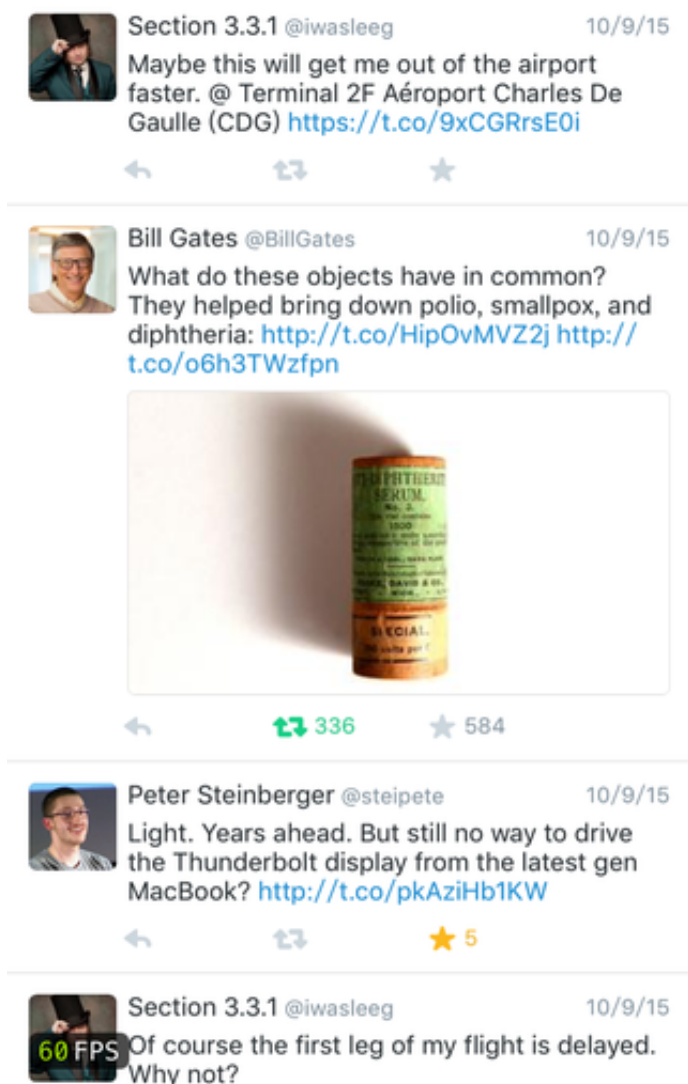 Section 3.3.1 @iwasleeg 10/9/15
Maybe this will get me out of the airport
faster. @ Terminal 2F Aéroport Charles De
Gaulle (CDG) https://t.co/9xCGRrsE0i
Bill Gates @BillGates 10/9/15
What do these objects have in common?
They helped bring down polio, smallpox, and
diphtheria: http://t.co/HipOvMVZ2j http://
t.co/o6h3TWzfpn
SERUM.
No. 2.
1500
DAVIS & CO.
SPECIAL.
336 584
Peter Steinberger @steipete 10/9/15
Light. Years ahead. But still no way to drive
the Thunderbolt display from the latest gen
MacBook? http://t.co/pkAziHb1KW
5
Section 3.3.1 @iwasleeg 10/9/15
60 FPS Of course the first leg of my flight is delayed.
Why not?